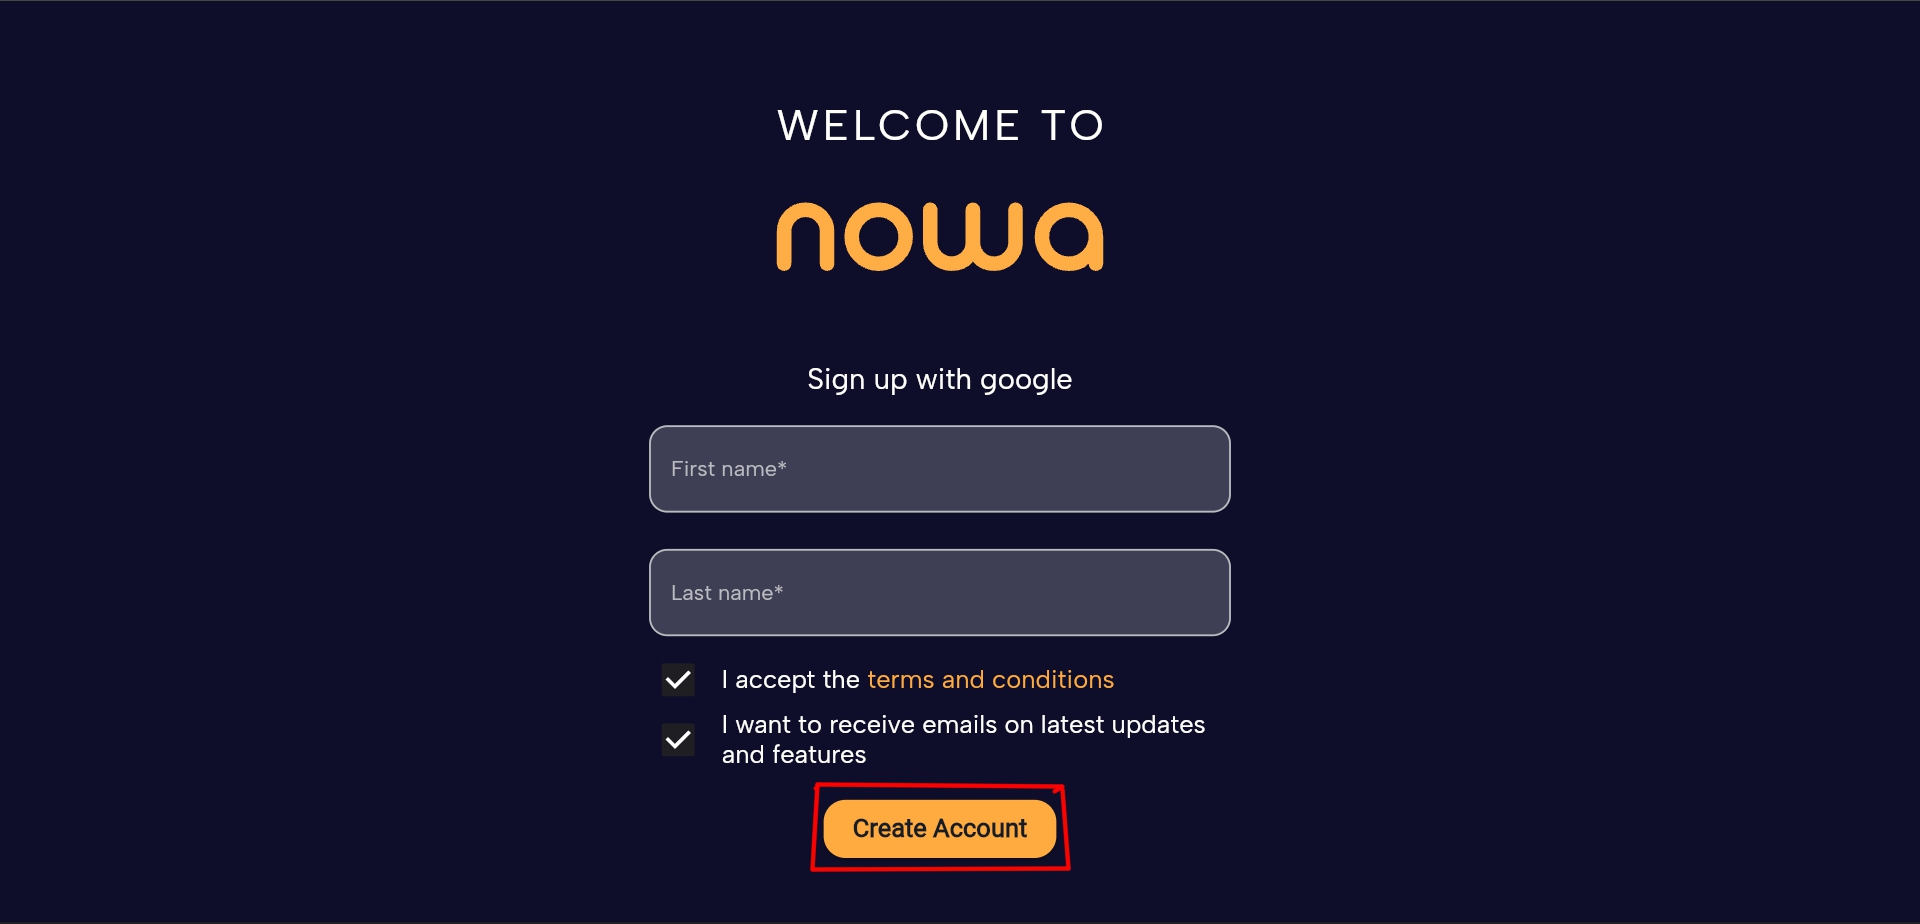 WELCOME TO
nowa
Sign up with google
First name*
Last name*
I accept the terms and conditions
I want to receive emails on latest updates
and features
Create Account